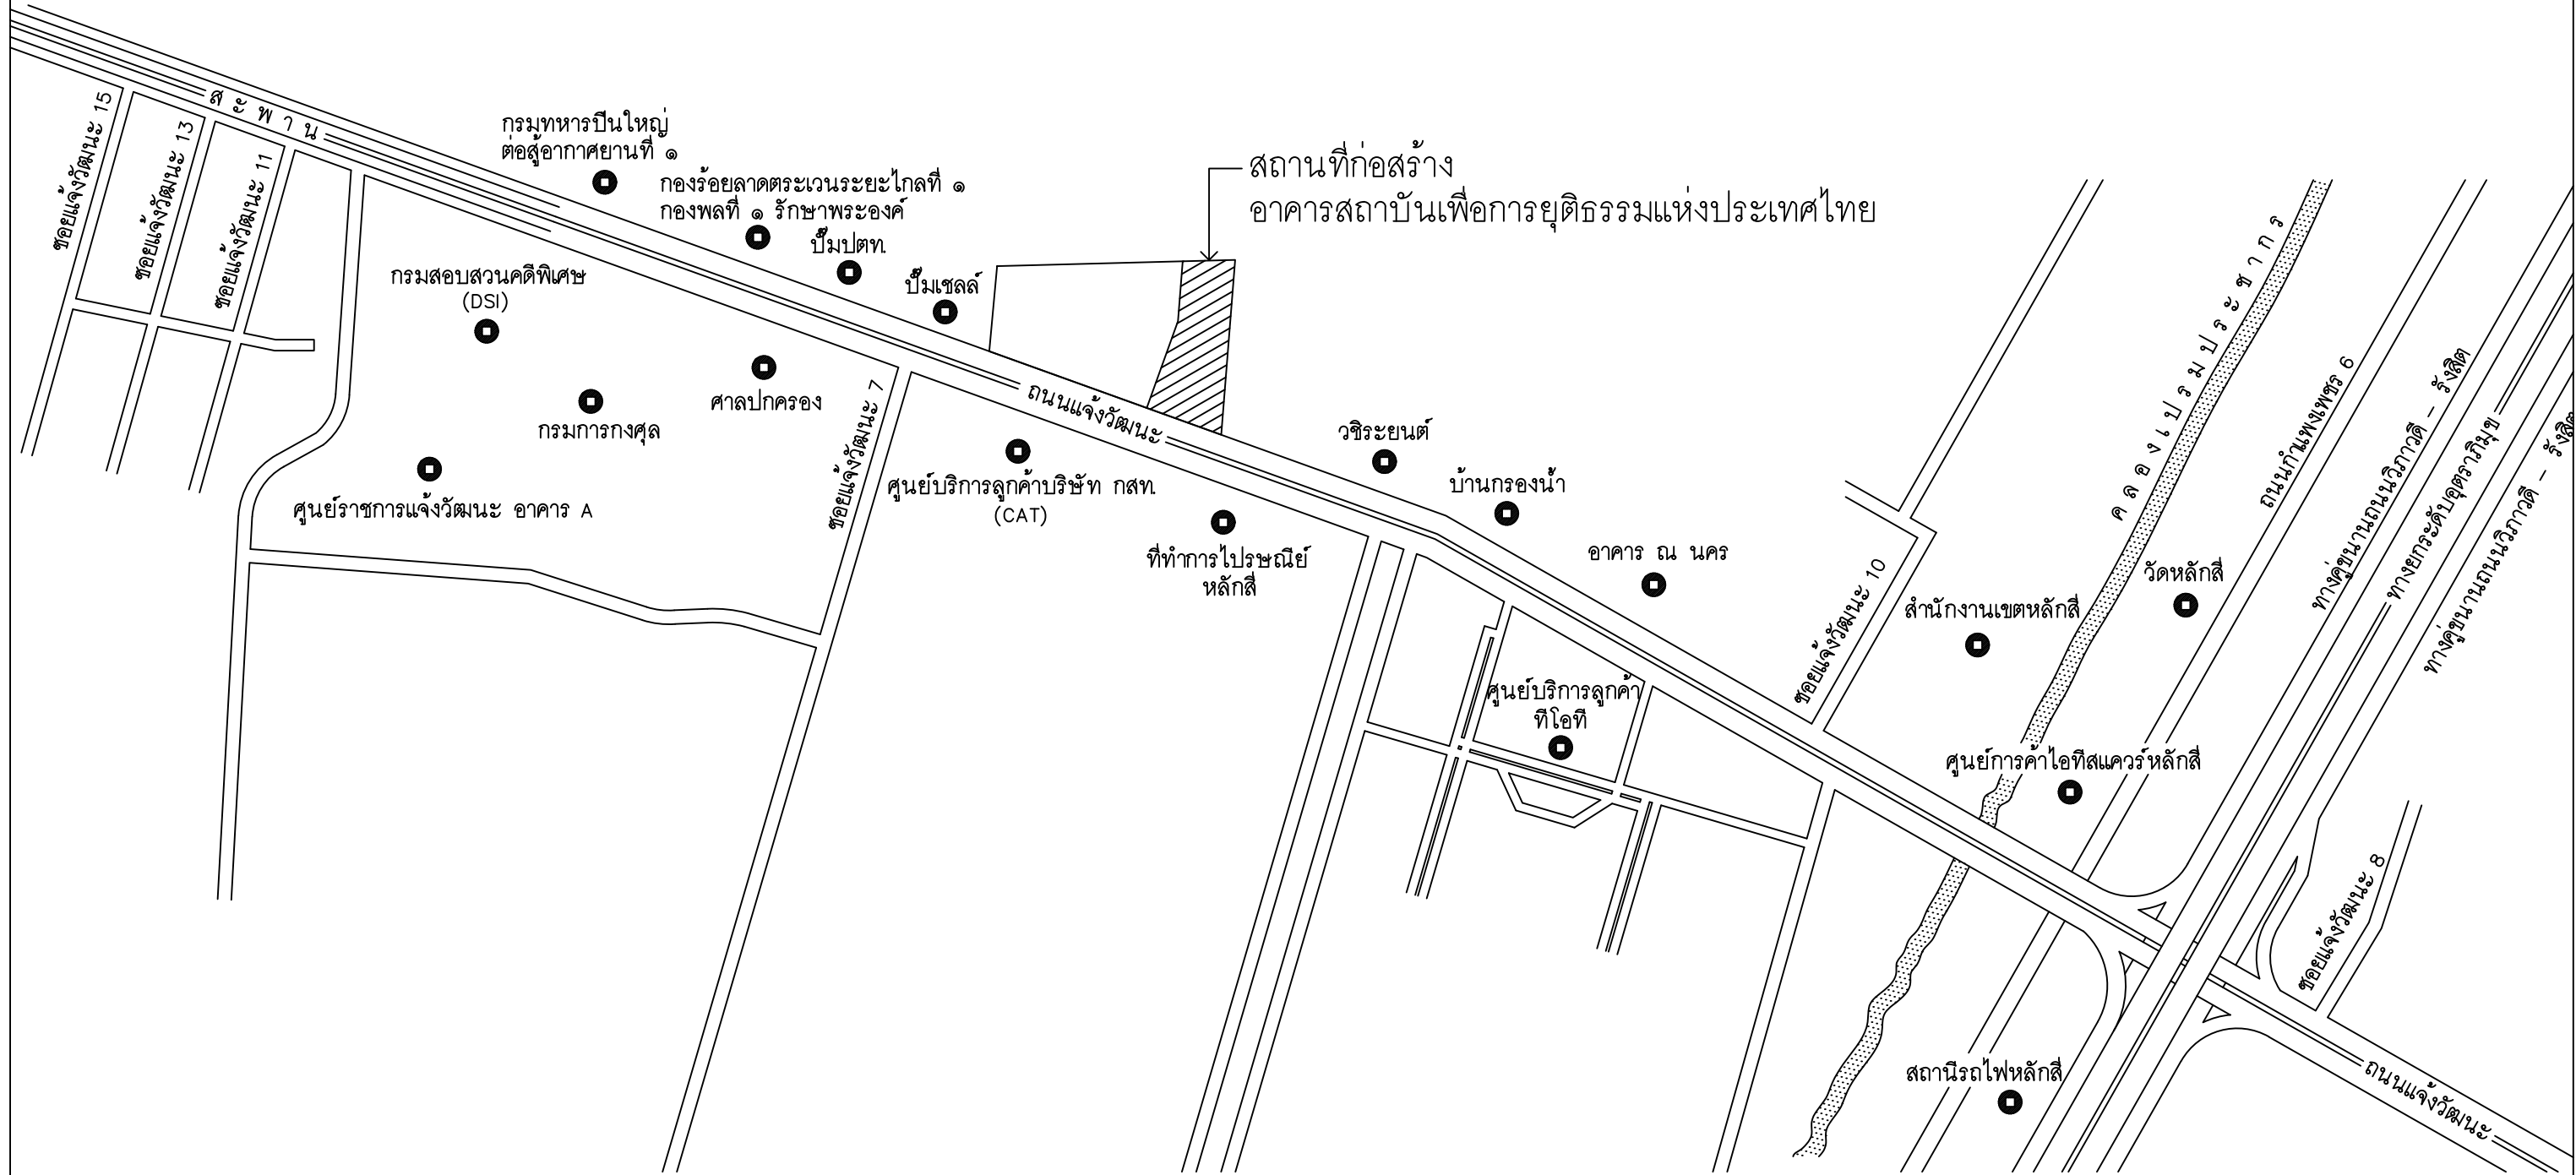 สะพาน
ซอยแจ้งวัฒนะ 15
ซอยแจ้งวัฒนะ 13
ซอยแจ้งวัฒนะ 11
กรมทหารปืนใหญ่
ต่อสู้อากาศยานที่ ๑
กองร้อยลาดตระเวนระยะไกลที่ ๑
กองพลที่ ๑ รักษาพระองค์
ปั๊มปตท.
ปั๊มเชลล์
สถานที่ก่อสร้าง
อาคารสถาบันเพื่อการยุติธรรมแห่งประเทศไทย
กรมสอบสวนคดีพิเศษ
(DSI)
กรมการกงศุล
ศาลปกครอง
ศูนย์ราชการแจ้งวัฒนะ อาคาร A
ซอยแจ้งวัฒนะ 7
ถนนแจ้งวัฒนะ
ศูนย์บริการลูกค้าบริษัท กสท.
(CAT)
ที่ทำการไปรษณีย์
หลักสี่
วชิระยนต์
บ้านกรองน้ำ
อาคาร ณ นคร
ศูนย์บริการลูกค้า
ทีโอที
ซอยแจ้งวัฒนะ 10
สำนักงานเขตหลักสี่
คลองเปรมประชากร
วัดหลักสี่
ถนนกำแพงเพชร 6
ทางคู่ขนานถนนวิภาวดี - รังสิต
ทางยกระดับอุตราภิมุข
ทางคู่ขนานถนนวิภาวดี - รังสิต
ศูนย์การค้าไอทีสแควร์หลักสี่
ซอยแจ้งวัฒนะ 8
สถานีรถไฟหลักสี่
ถนนแจ้งวัฒนะ